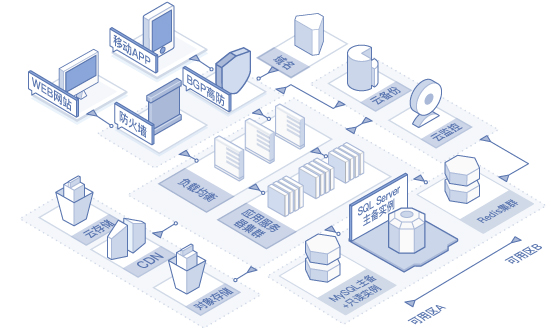 移动APP
WEB网站
BGP高防
防火墙
云备份
云监控
负载均衡
应用服务
器集群
SQL Server
主备实例
Redis集群
云存储
CDN
对象存储
MySQL主备
+只读实例
可用区B
可用区A